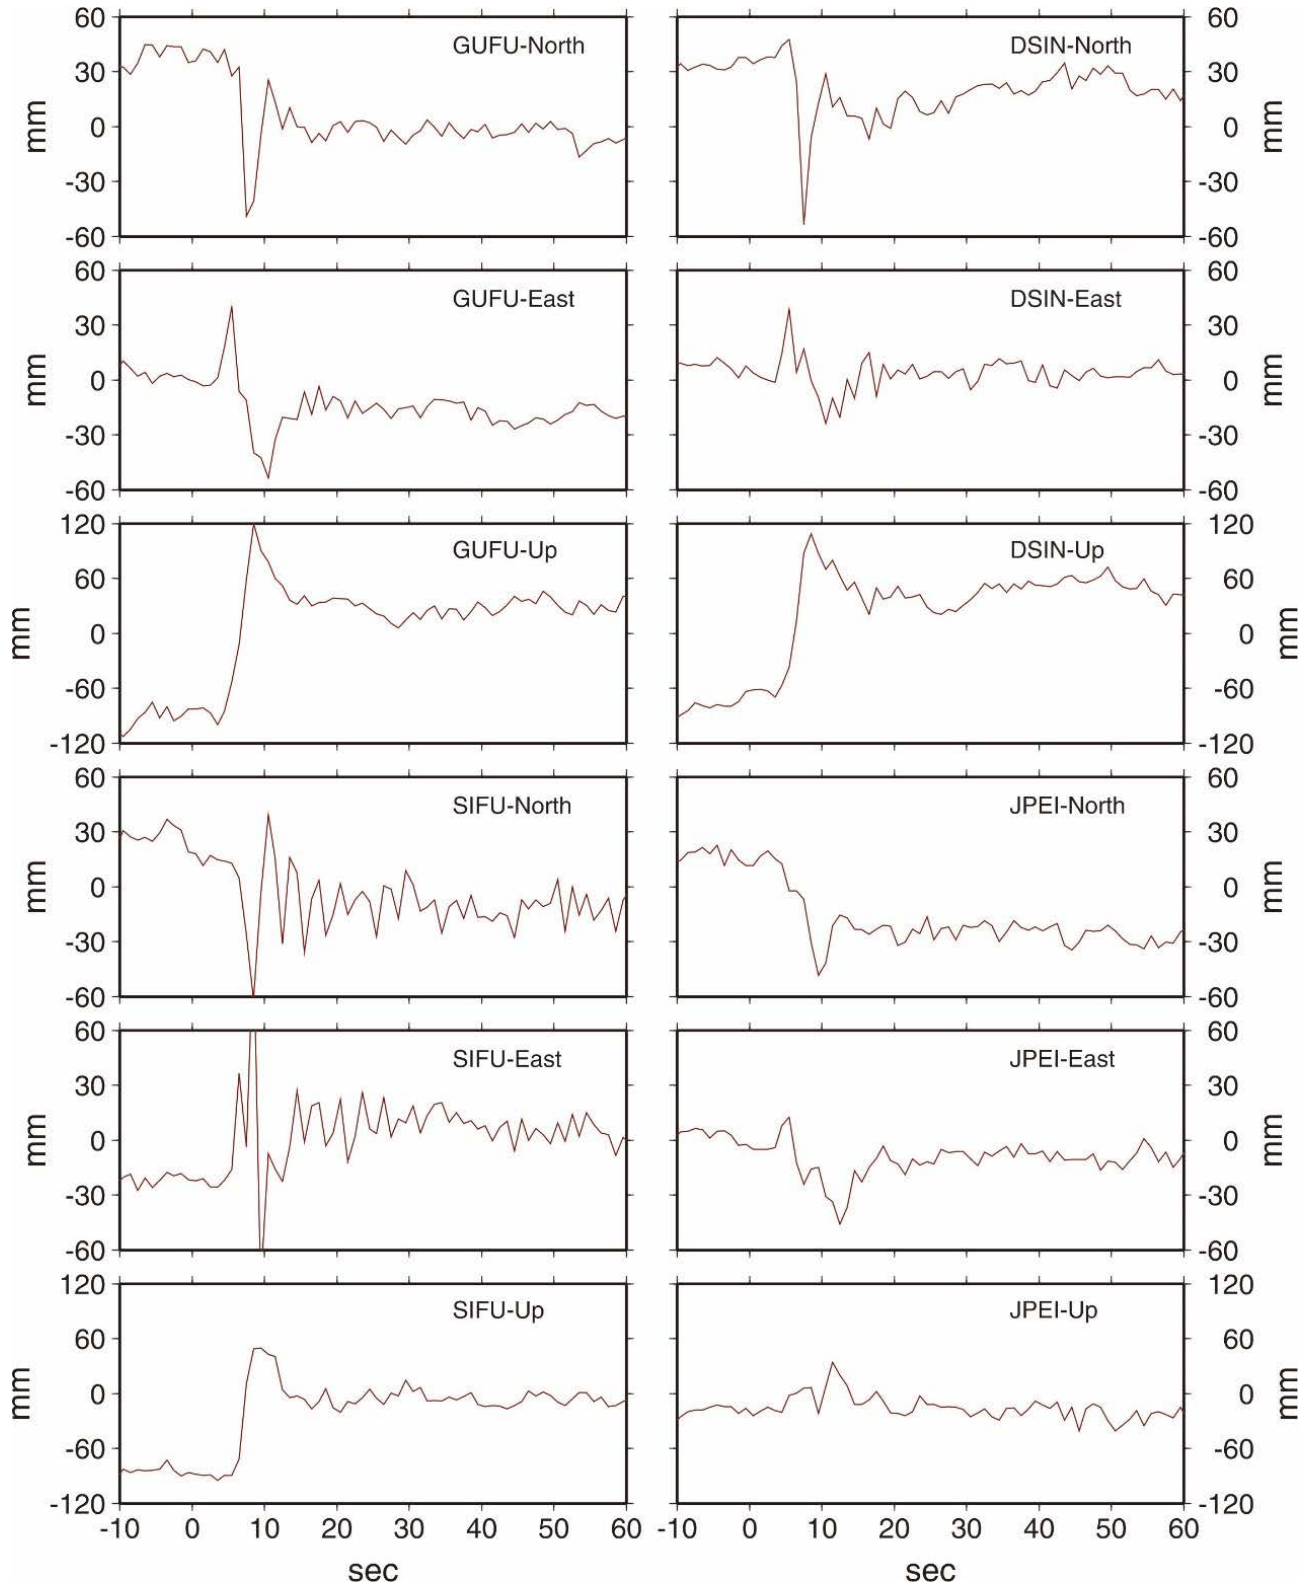 60 GUFU-North DSIN-North 60
30 30
mm 0 0 mm
-30 -30
-60 -60
60 GUFU-East DSIN-East 60
30 30
mm 0 0 mm
-30 -30
-60 -60
120 GUFU-Up DSIN-Up 120
60 60
mm 0 0 mm
-60 -60
-120 -120
60 SIFU-North JPEI-North 60
30 30
mm 0 0 mm
-30 -30
-60 -60
60 SIFU-East JPEI-East 60
30 30
mm 0 0 mm
-30 -30
-60 -60
120 SIFU-Up JPEI-Up 120
60 60
mm 0 0 mm
-60 -60
-120 -120
-10 0 10 20 30 40 50 60 -10 0 10 20 30 40 50 60
sec sec